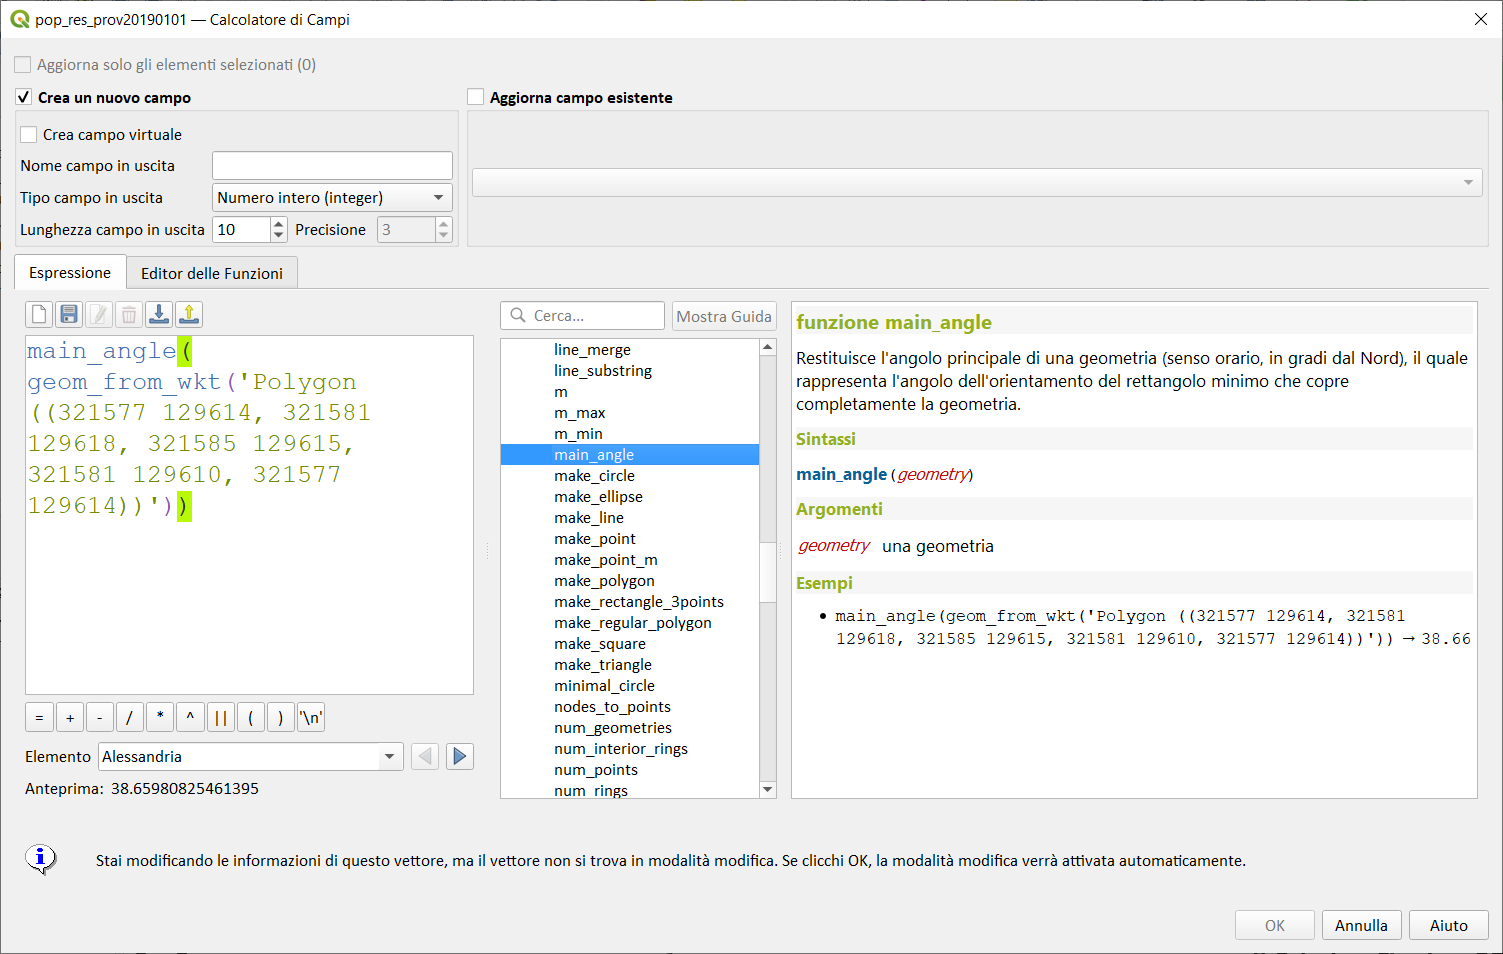 pop_res_prov20190101 — Calcolatore di Campi
Aggiorna solo gli elementi selezionati (0)
Crea un nuovo campo
Aggiorna campo esistente
Crea campo virtuale
Nome campo in uscita
Tipo campo in uscita Numero intero (integer)
Lunghezza campo in uscita 10 Precisione 3
Espressione Editor delle Funzioni
main_angle(
geom_from_wkt('Polygon
((321577 129614, 321581
129618, 321585 129615,
321581 129610, 321577
129614))'))
= + - / * ^ || ( ) '\n'
Elemento Alessandria
Anteprima: 38.65980825461395
Cerca... Mostra Guida
line_merge
line_substring
m
m_max
m_min
main_angle
make_circle
make_ellipse
make_line
make_point
make_point_m
make_polygon
make_rectangle_3points
make_regular_polygon
make_square
make_triangle
minimal_circle
nodes_to_points
num_geometries
num_interior_rings
num_points
num_rings
funzione main_angle
Restituisce l'angolo principale di una geometria (senso orario, in gradi dal Nord), il quale
rappresenta l'angolo dell'orientamento del rettangolo minimo che copre
completamente la geometria.
Sintassi
main_angle(geometry)
Argomenti
geometry una geometria
Esempi
• main_angle(geom_from_wkt('Polygon ((321577 129614, 321581
129618, 321585 129615, 321581 129610, 321577 129614))')) → 38.66
Stai modificando le informazioni di questo vettore, ma il vettore non si trova in modalità modifica. Se clicchi OK, la modalità modifica verrà attivata automaticamente.
OK Annulla Aiuto